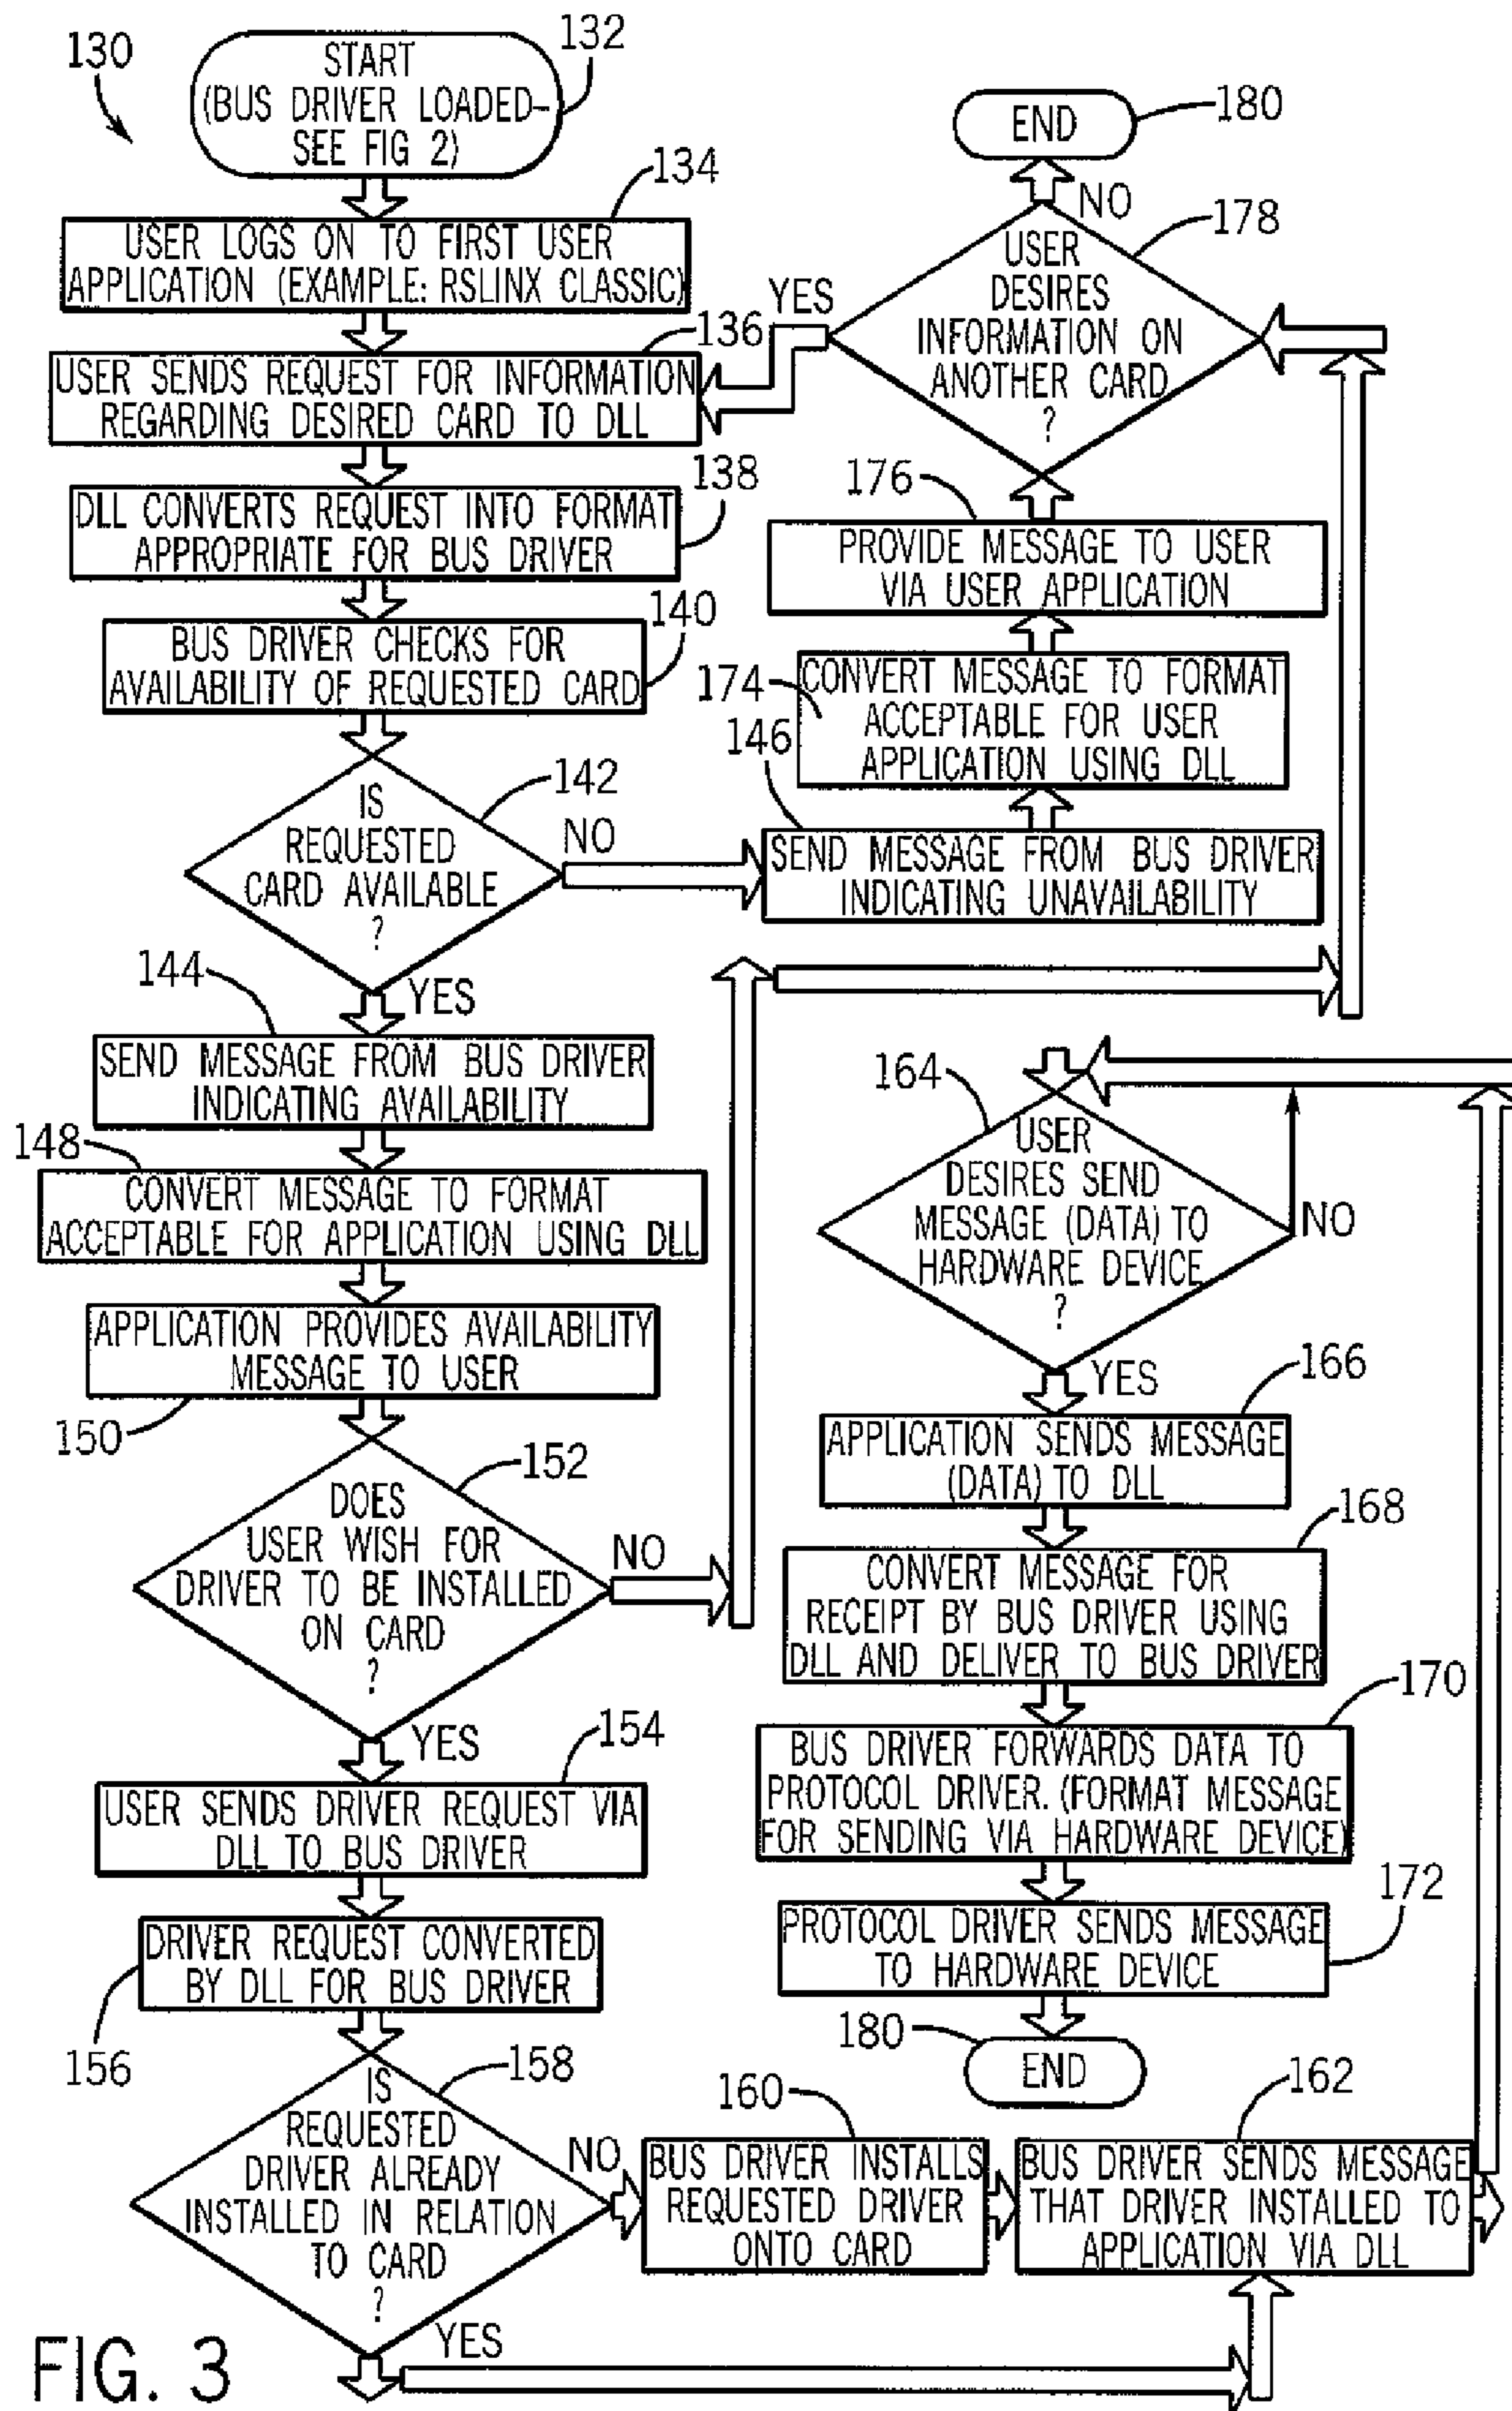 130
START
(BUS DRIVER LOADED-
SEE FIG 2)
132
134
USER LOGS ON TO FIRST USER
APPLICATION (EXAMPLE: RSLINX CLASSIC)
136
USER SENDS REQUEST FOR INFORMATION
REGARDING DESIRED CARD TO DLL
138
DLL CONVERTS REQUEST INTO FORMAT
APPROPRIATE FOR BUS DRIVER
140
BUS DRIVER CHECKS FOR
AVAILABILITY OF REQUESTED CARD
142
IS
REQUESTED
CARD AVAILABLE
?
NO
YES
144
SEND MESSAGE FROM BUS DRIVER
INDICATING AVAILABILITY
148
CONVERT MESSAGE TO FORMAT
ACCEPTABLE FOR APPLICATION USING DLL
APPLICATION PROVIDES AVAILABILITY
MESSAGE TO USER
150
152
DOES
USER WISH FOR
DRIVER TO BE INSTALLED
ON CARD
?
NO
YES
154
USER SENDS DRIVER REQUEST VIA
DLL TO BUS DRIVER
DRIVER REQUEST CONVERTED
BY DLL FOR BUS DRIVER
156
158
IS
REQUESTED
DRIVER ALREADY
INSTALLED IN RELATION
TO CARD
?
NO
YES
160
BUS DRIVER INSTALLS
REQUESTED DRIVER
ONTO CARD
162
BUS DRIVER SENDS MESSAGE
THAT DRIVER INSTALLED TO
APPLICATION VIA DLL
END
180
NO
178
USER
DESIRES
INFORMATION ON
ANOTHER CARD
?
YES
176
PROVIDE MESSAGE TO USER
VIA USER APPLICATION
174
CONVERT MESSAGE TO FORMAT
ACCEPTABLE FOR USER
APPLICATION USING DLL
146
SEND MESSAGE FROM BUS DRIVER
INDICATING UNAVAILABILITY
164
USER
DESIRES SEND
MESSAGE (DATA) TO
HARDWARE DEVICE
?
NO
YES
166
APPLICATION SENDS MESSAGE
(DATA) TO DLL
168
CONVERT MESSAGE FOR
RECEIPT BY BUS DRIVER USING
DLL AND DELIVER TO BUS DRIVER
170
BUS DRIVER FORWARDS DATA TO
PROTOCOL DRIVER. (FORMAT MESSAGE
FOR SENDING VIA HARDWARE DEVICE)
172
PROTOCOL DRIVER SENDS MESSAGE
TO HARDWARE DEVICE
180
END
FIG. 3